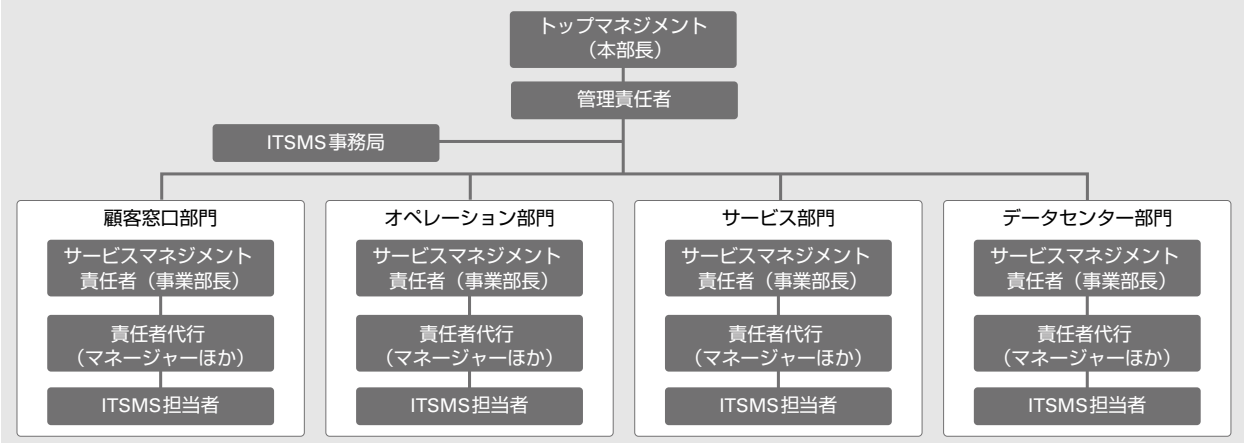 トップマネジメント
（本部長）
管理責任者
ITSMS事務局
顧客窓口部門
サービスマネジメント
責任者（事業部長）
責任者代行
（マネージャーほか）
ITSMS担当者
オペレーション部門
サービスマネジメント
責任者（事業部長）
責任者代行
（マネージャーほか）
ITSMS担当者
サービス部門
サービスマネジメント
責任者（事業部長）
責任者代行
（マネージャーほか）
ITSMS担当者
データセンター部門
サービスマネジメント
責任者（事業部長）
責任者代行
（マネージャーほか）
ITSMS担当者